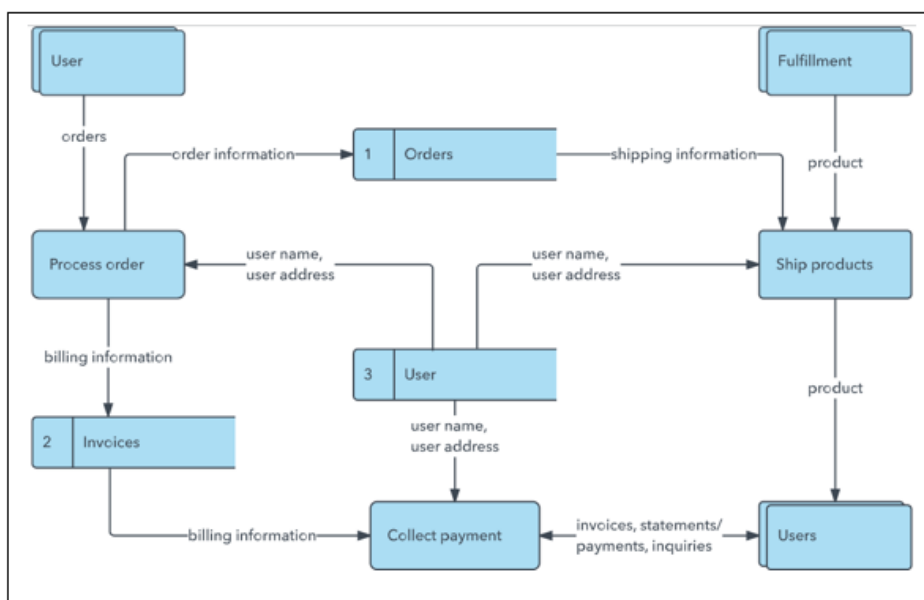 User
Fulfillment
orders
order information
1 Orders
shipping information
product
Process order
user name,
user address
user name,
user address
Ship products
billing information
3 User
product
2 Invoices
user name,
user address
billing information
Collect payment
invoices, statements/
payments, inquiries
Users